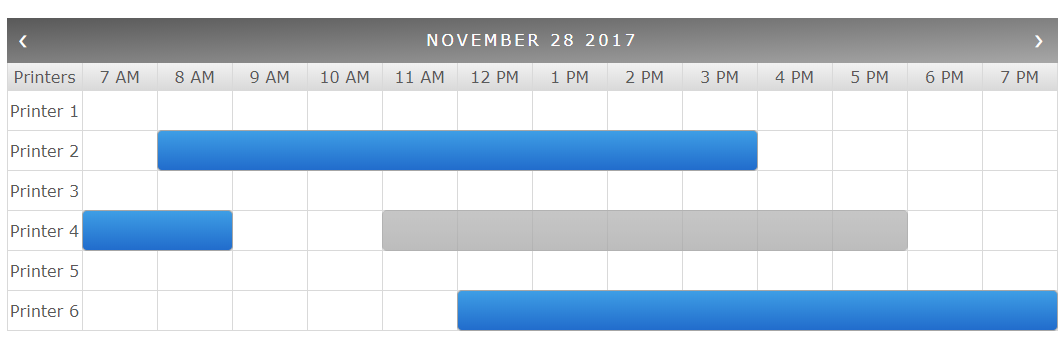 ‹ NOVEMBER 28 2017 ›
Printers 7 AM 8 AM 9 AM 10 AM 11 AM 12 PM 1 PM 2 PM 3 PM 4 PM 5 PM 6 PM 7 PM
Printer 1
Printer 2
Printer 3
Printer 4
Printer 5
Printer 6